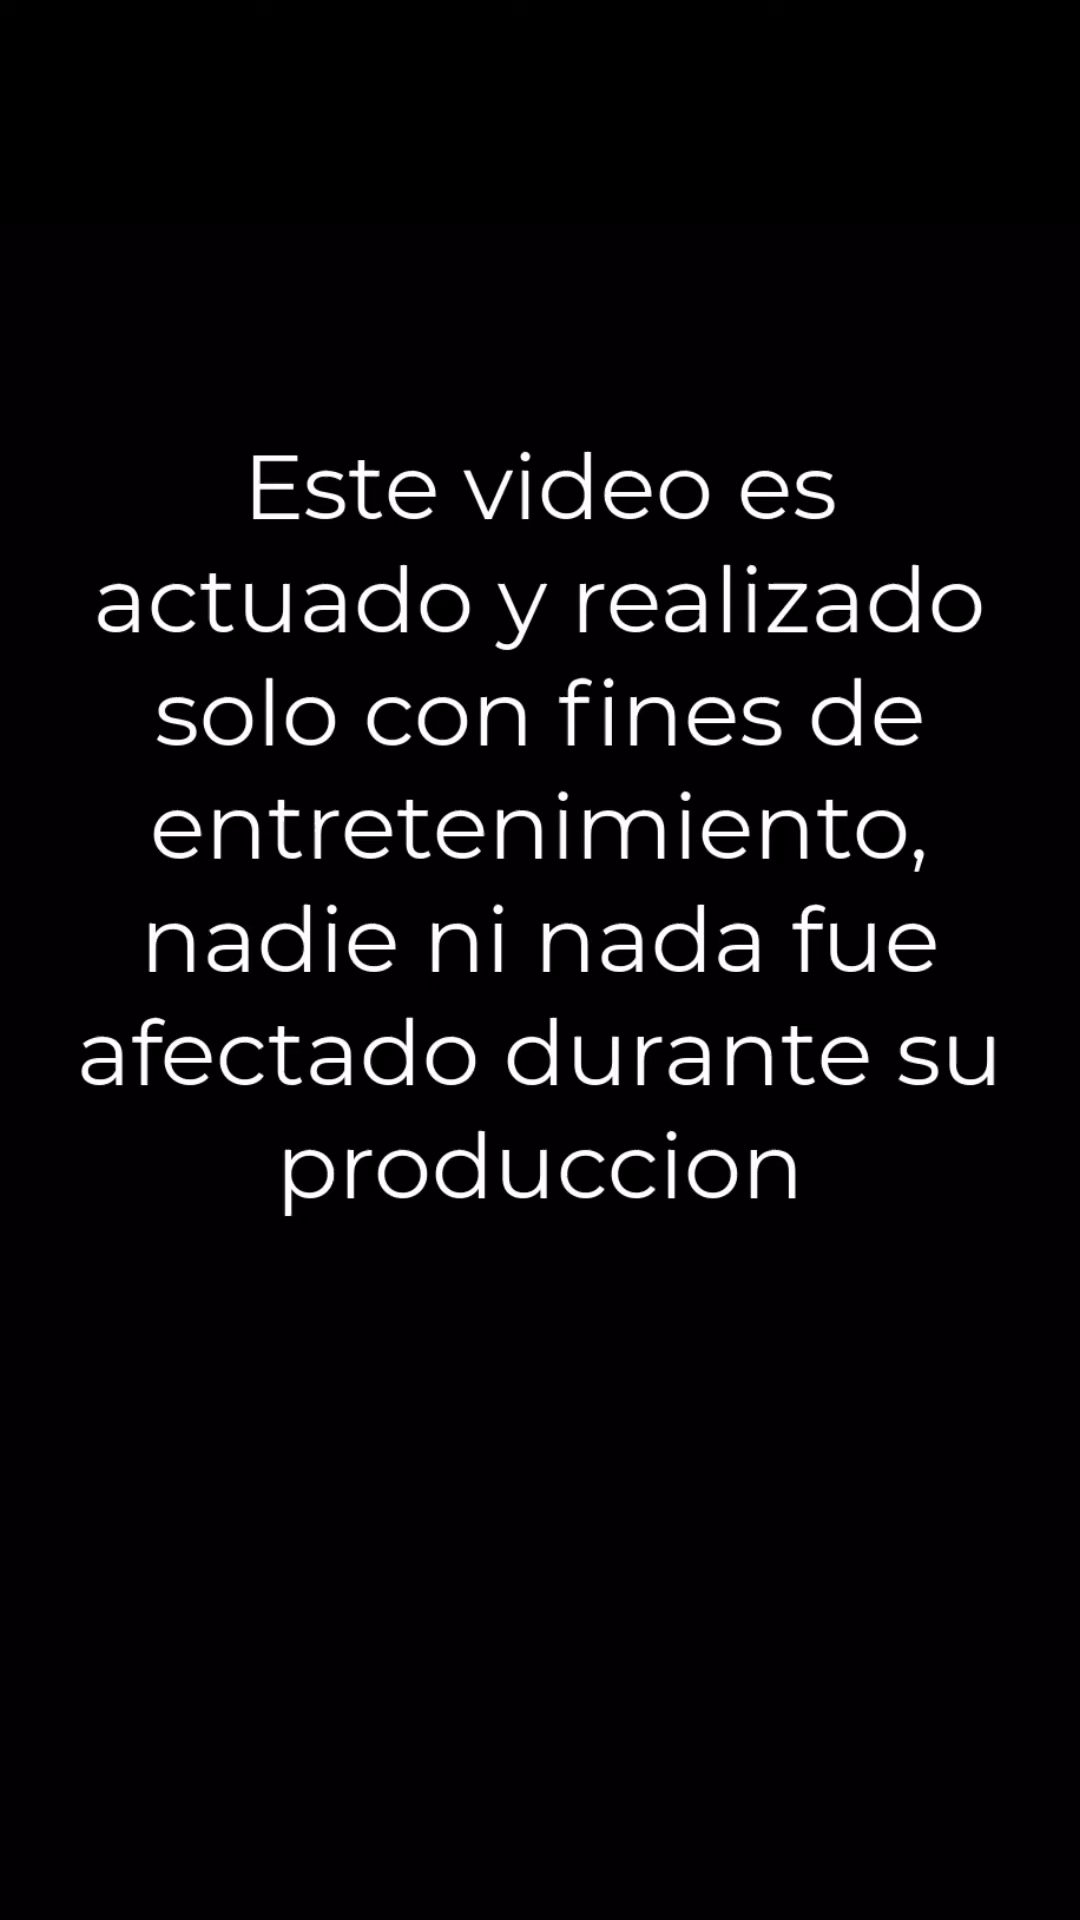 Este video es
actuado y realizado
solo con fines de
entretenimiento,
nadie ni nada fue
afectado durante su
produccion